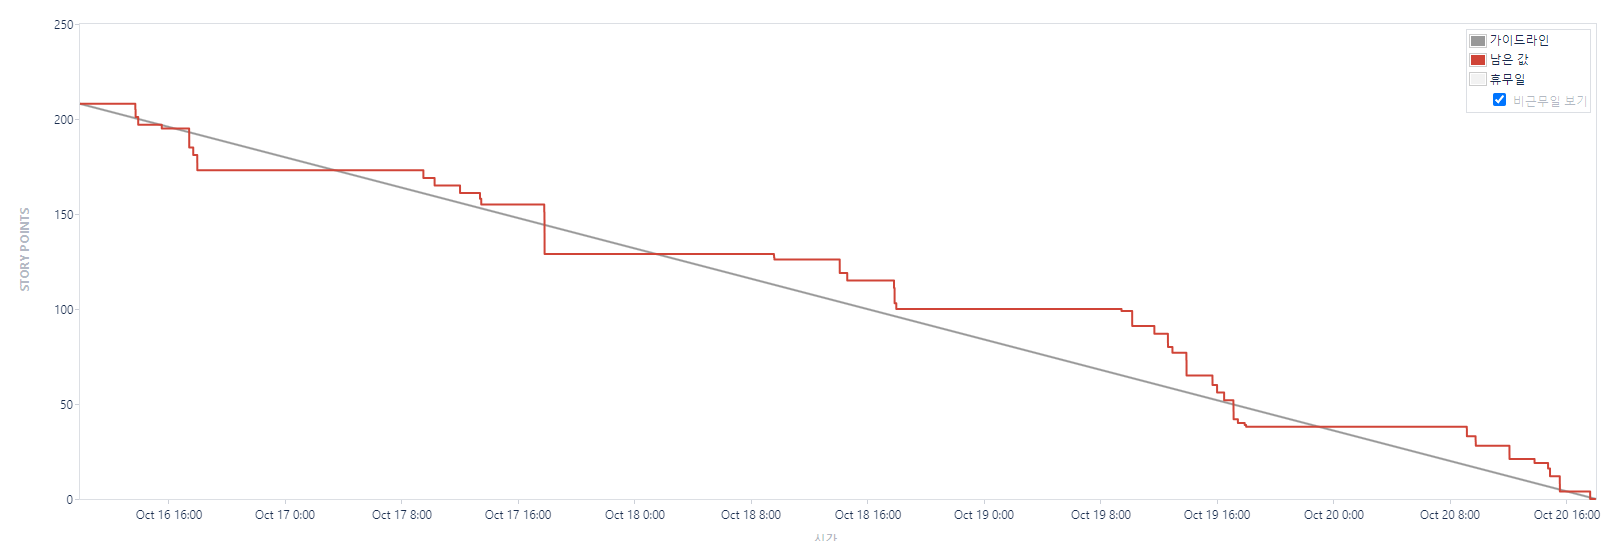 250
200
150
100
50
0
STORY POINTS
가이드라인
남은 값
휴무일
비근무일 보기
Oct 16 16:00
Oct 17 0:00
Oct 17 8:00
Oct 17 16:00
Oct 18 0:00
Oct 18 8:00
Oct 18 16:00
Oct 19 0:00
Oct 19 8:00
Oct 19 16:00
Oct 20 0:00
Oct 20 8:00
Oct 20 16:00
시간